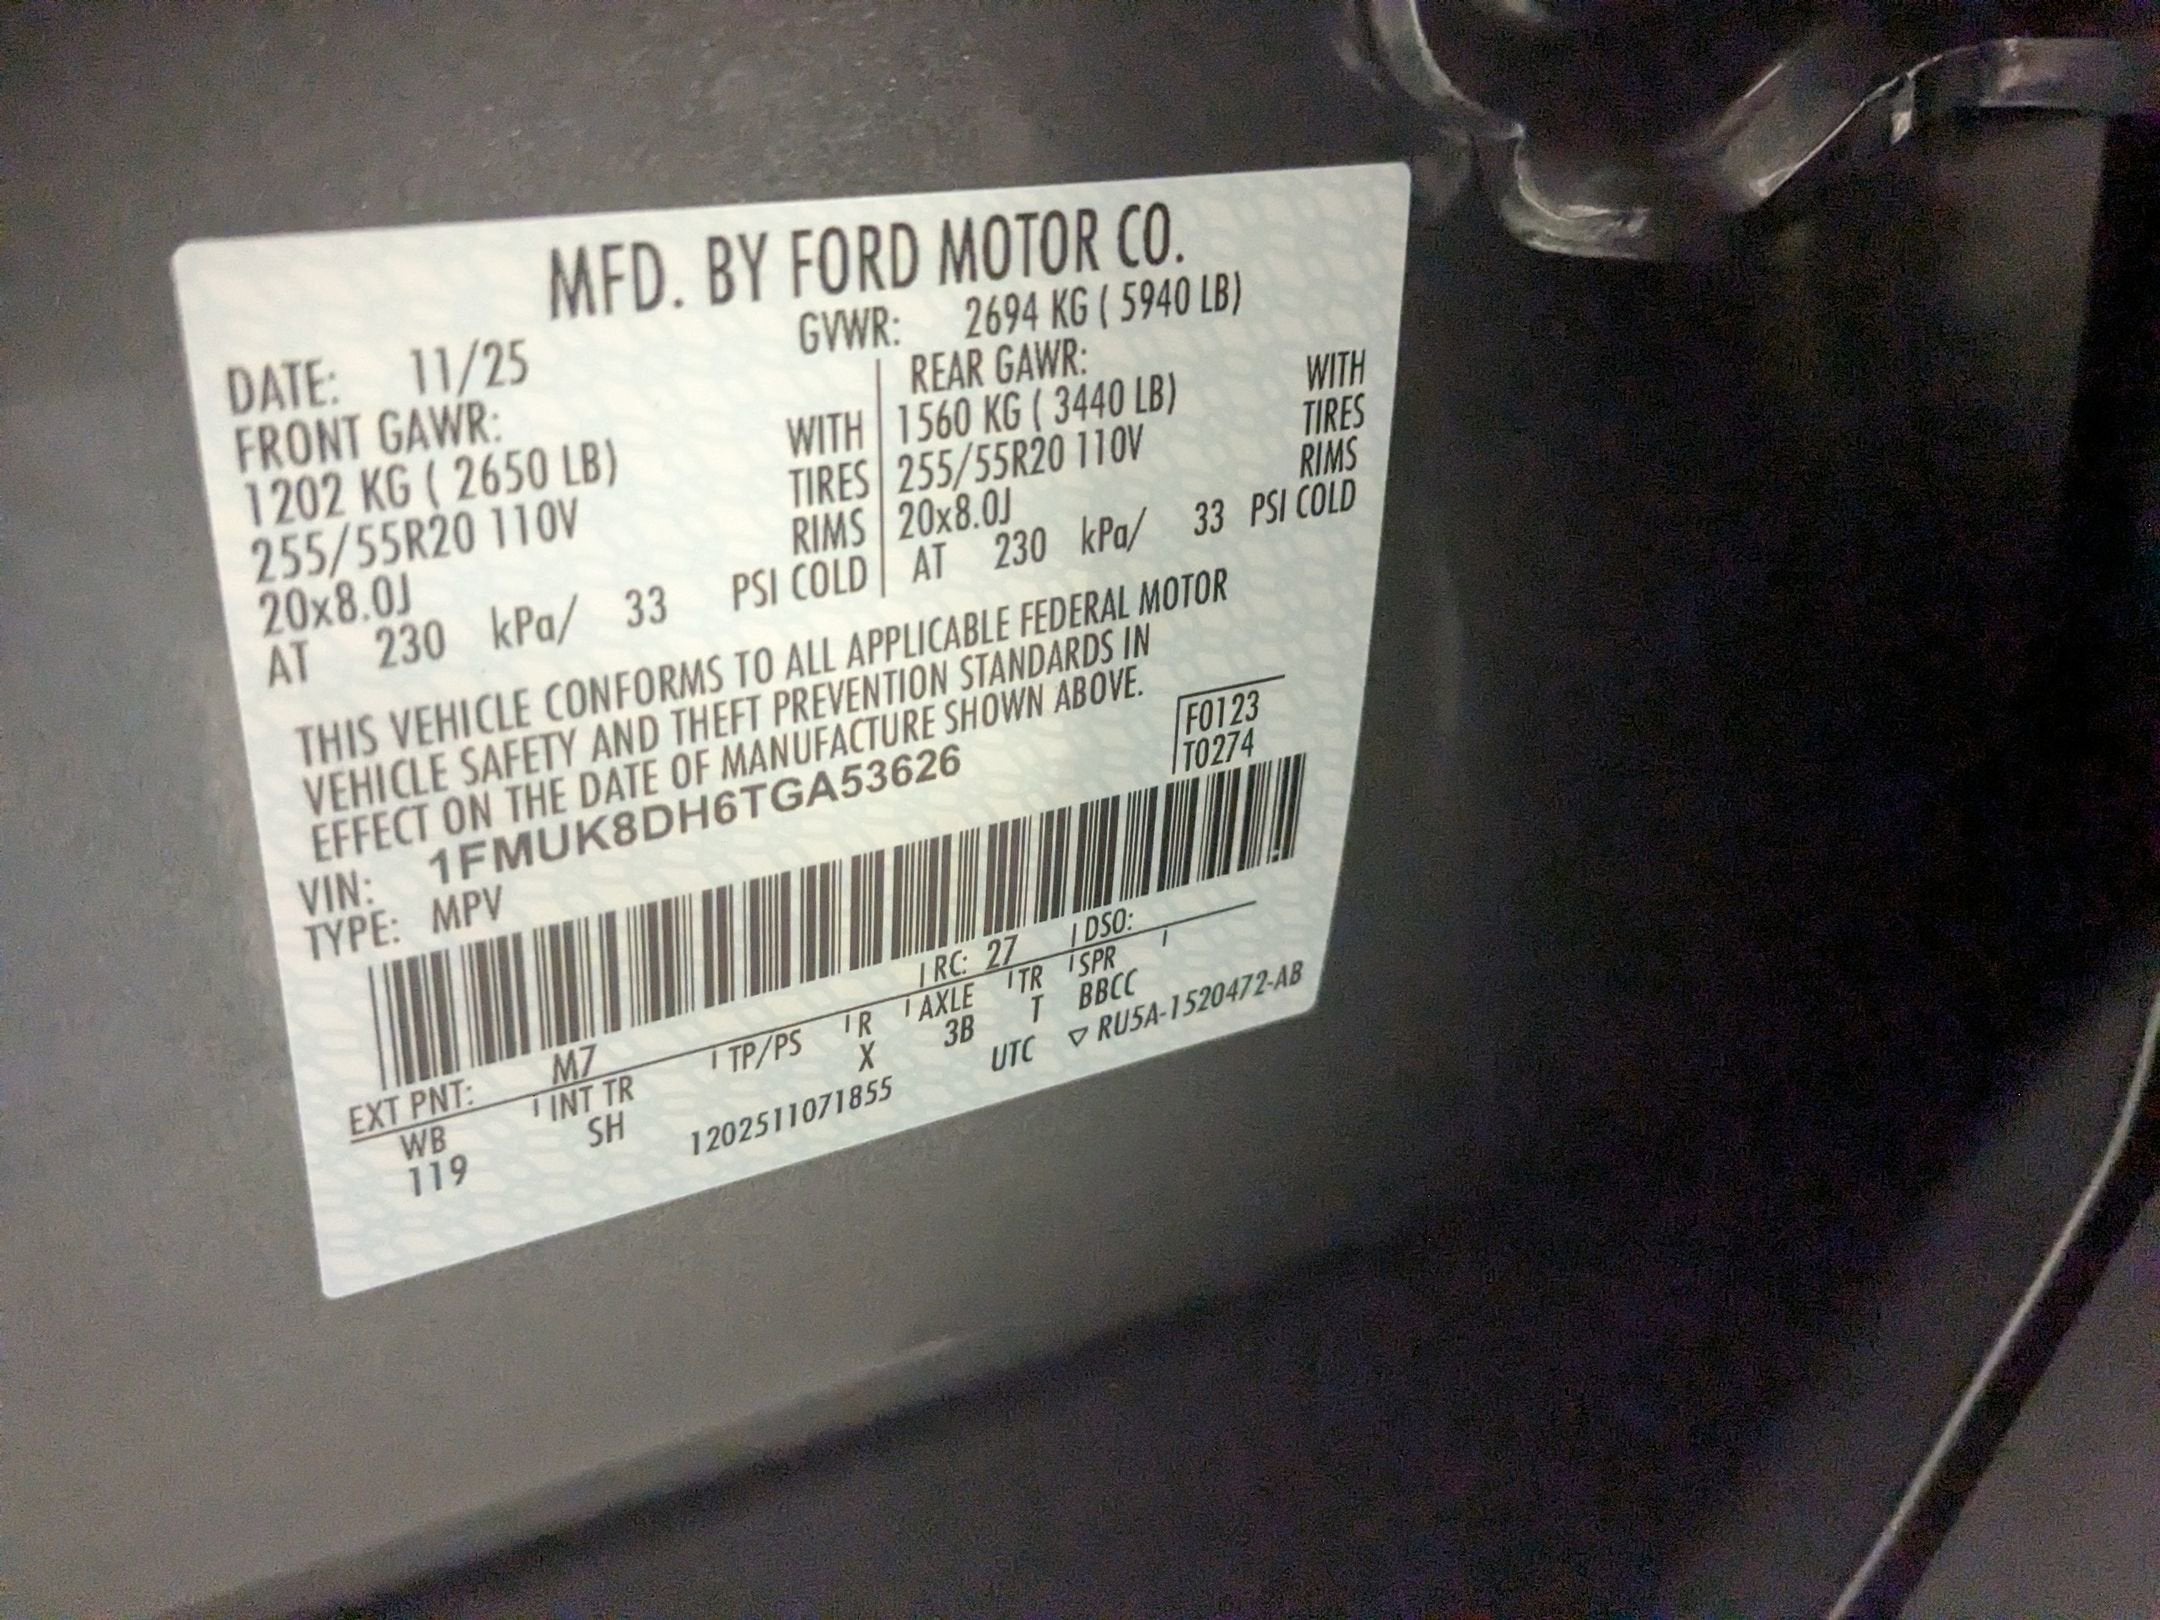 MFD. BY FORD MOTOR CO.
DATE: 11/25 GVWR: 2694 KG ( 5940 LB)
FRONT GAWR: REAR GAWR:
1202 KG ( 2650 LB) WITH 1560 KG ( 3440 LB) WITH
255/55R20 110V TIRES 255/55R20 110V TIRES
20x8.0J RIMS 20x8.0J RIMS
AT 230 kPa/ 33 PSI COLD AT 230 kPa/ 33 PSI COLD
THIS VEHICLE CONFORMS TO ALL APPLICABLE FEDERAL MOTOR
VEHICLE SAFETY AND THEFT PREVENTION STANDARDS IN
EFFECT ON THE DATE OF MANUFACTURE SHOWN ABOVE.
F0123
T0274
VIN: 1FMUK8DH6TGA53626
TYPE: MPV
EXT PNT: M7 RC: 27 DSO:
WB INT TR TP/PS R AXLE TR SPR
119 SH X 3B T BBCC
1202511071855 UTC ▽ RU5A-1520472-AB